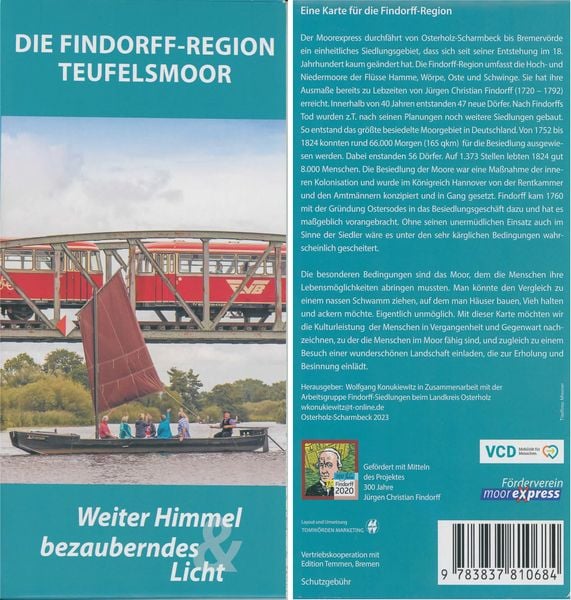 DIE FINDORFF-REGION
TEUFELSMOOR
Weiter Himmel
&
bezauberndes
Licht
Eine Karte für die Findorff-Region
Der Moorexpress durchfährt von Osterholz-Scharmbeck bis Bremervörde
ein einheitliches Siedlungsgebiet, dass sich seit seiner Entstehung im 18.
Jahrhundert kaum geändert hat. Die Findorff-Region umfasst die Hoch- und
Niedermoore der Flüsse Hamme, Wörpe, Oste und Schwinge. Sie hat ihre
Ausmaße bereits zu Lebzeiten von Jürgen Christian Findorff (1720 – 1792)
erreicht. Innerhalb von 40 Jahren entstanden 47 neue Dörfer. Nach Findorffs
Tod wurden z.T. nach seinen Planungen noch weitere Siedlungen gebaut.
So entstand das größte besiedelte Moorgebiet in Deutschland. Von 1752 bis
1824 konnten rund 66.000 Morgen (165 qkm) für die Besiedlung ausgewie-
sen werden. Dabei enstanden 56 Dörfer. Auf 1.373 Stellen lebten 1824 gut
8.000 Menschen. Die Besiedlung der Moore war eine Maßnahme der inne-
ren Kolonisation und wurde im Königreich Hannover von der Rentkammer
und den Amtmännern konzipiert und in Gang gesetzt. Findorff kam 1760
mit der Gründung Ostersodes in das Besiedlungsgeschäft dazu und hat es
maßgeblich vorangebracht. Ohne seinen unermüdlichen Einsatz auch im
Sinne der Siedler wäre es unter den sehr kärglichen Bedingungen wahr-
scheinlich gescheitert.
Die besonderen Bedingungen sind das Moor, dem die Menschen ihre
Lebensmöglichkeiten abringen mussten. Man könnte den Vergleich zu
einem nassen Schwamm ziehen, auf dem man Häuser bauen, Vieh halten
und ackern möchte. Eigentlich unmöglich. Mit dieser Karte möchten wir
die Kulturleistung der Menschen in Vergangenheit und Gegenwart nach-
zeichnen, zu der die Menschen im Moor fähig sind, und zugleich zu einem
Besuch einer wunderschönen Landschaft einladen, die zur Erholung und
Besinnung einlädt.
Herausgeber: Wolfgang Konukiewitz in Zusammenarbeit mit der
Arbeitsgruppe Findorff-Siedlungen beim Landkreis Osterholz
wkonukiewitz@t-online.de
Osterholz-Scharmbeck 2023
Findorff
2020
Gefördert mit Mitteln
des Projektes
300 Jahre
Jürgen Christian Findorff
VCD Mobilität für
Menschen
Förderverein
moorexpress
Layout und Umsetzung
TOMWÖRDEN MARKETING
Vertriebskooperation mit
Edition Temmen, Bremen
Schutzgebühr
9 783837 810684